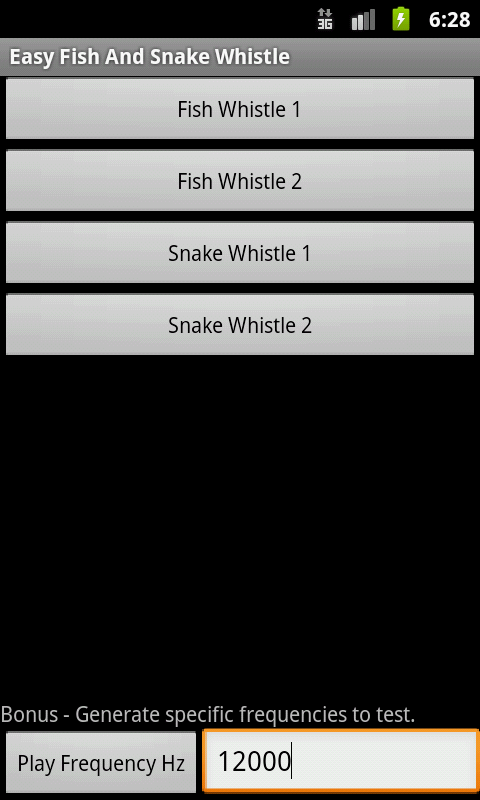 3G 6:28
Easy Fish And Snake Whistle
Fish Whistle 1
Fish Whistle 2
Snake Whistle 1
Snake Whistle 2
Bonus - Generate specific frequencies to test.
Play Frequency Hz 12000